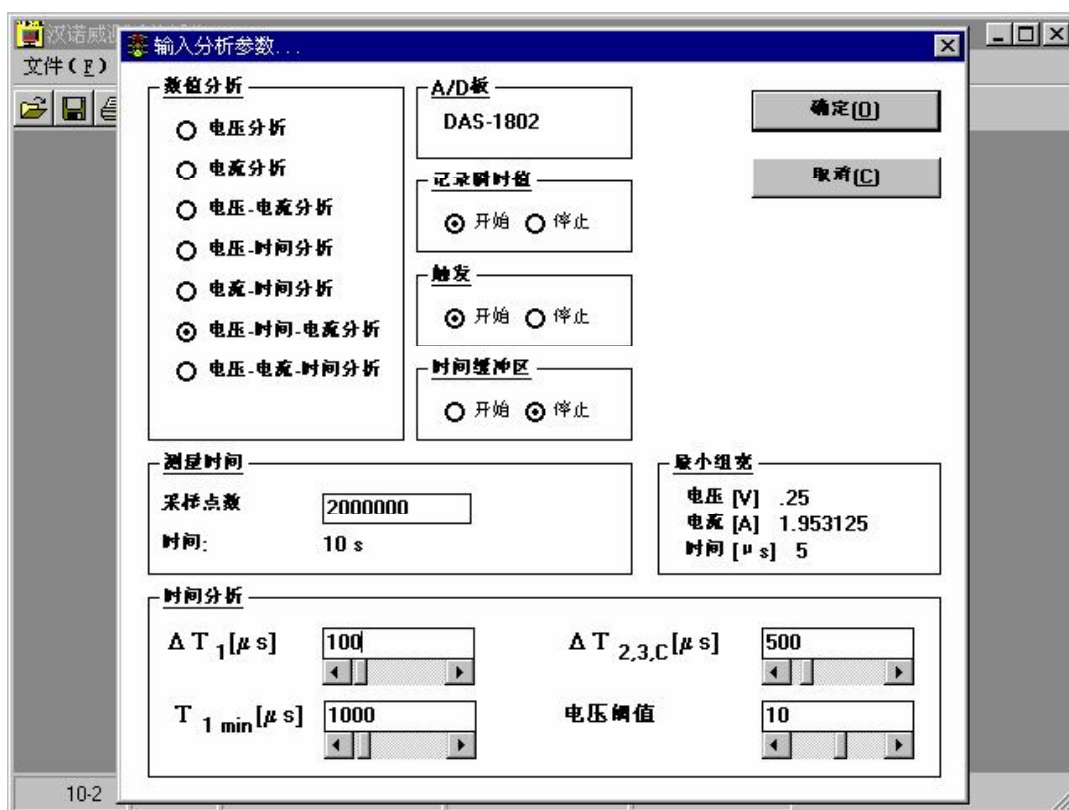 汉诺威
输入分析参数...
文件(F)
数值分析
电压分析
电流分析
电压-电流分析
电压-时间分析
电流-时间分析
电压-时间-电流分析
电压-电流-时间分析
A/D板
DAS-1802
记录瞬时值
开始 停止
触发
开始 停止
时间缓冲区
开始 停止
确定(O)
取消(C)
测量时间
采样点数 2000000
时间: 10 s
最小组宽
电压 [V] .25
电流 [A] 1.953125
时间 [μs] 5
时间分析
ΔT1[μs] 100
ΔT2,3,C[μs] 500
T1 min[μs] 1000
电压阈值 10
10-2